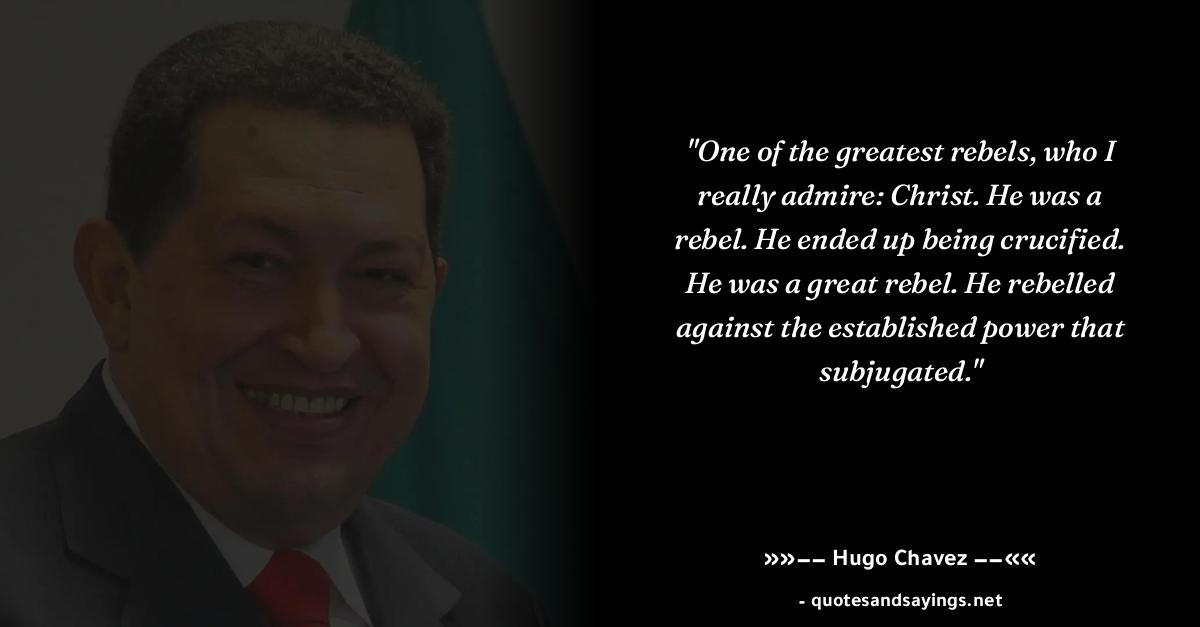 "One of the greatest rebels, who I
really admire: Christ. He was a
rebel. He ended up being crucified.
He was a great rebel. He rebelled
against the established power that
subjugated."
»»–– Hugo Chavez ––««
- quotesandsayings.net